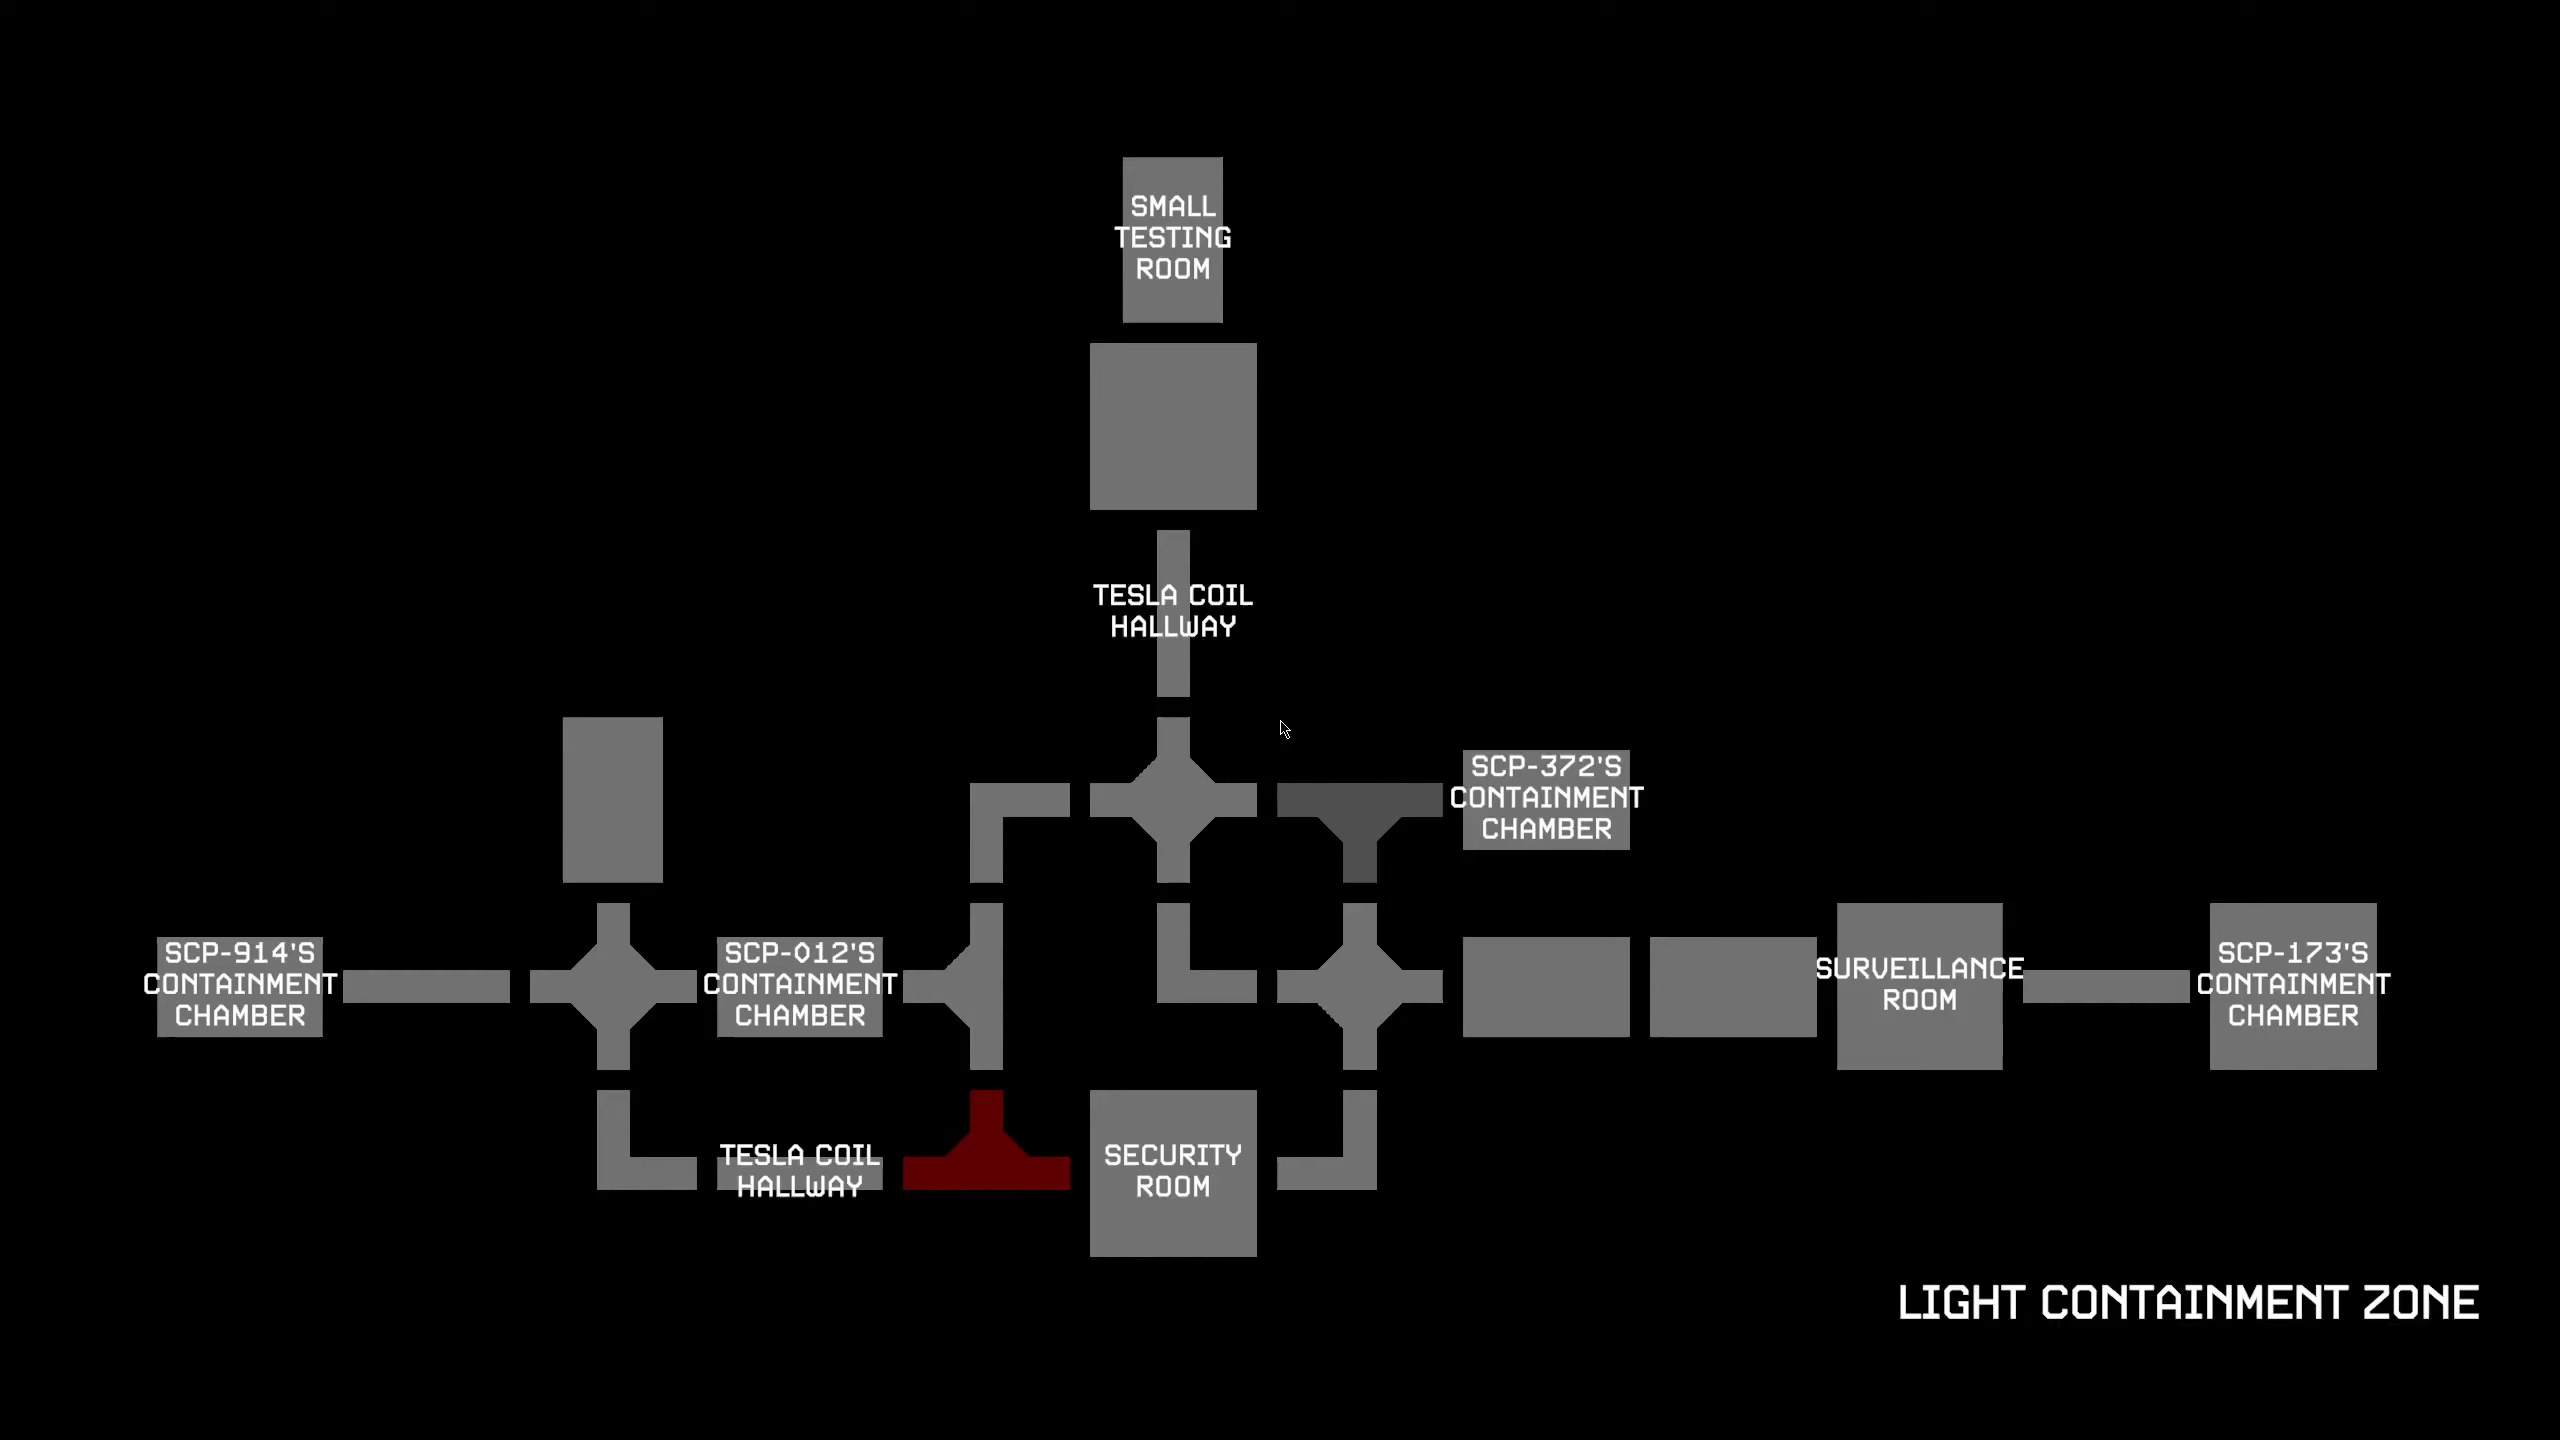 SMALL
TESTING
ROOM
TESLA COIL
HALLWAY
SCP-372'S
CONTAINMENT
CHAMBER
SCP-914'S
CONTAINMENT
CHAMBER
SCP-012'S
CONTAINMENT
CHAMBER
SURVEILLANCE
ROOM
SCP-173'S
CONTAINMENT
CHAMBER
TESLA COIL
HALLWAY
SECURITY
ROOM
LIGHT CONTAINMENT ZONE